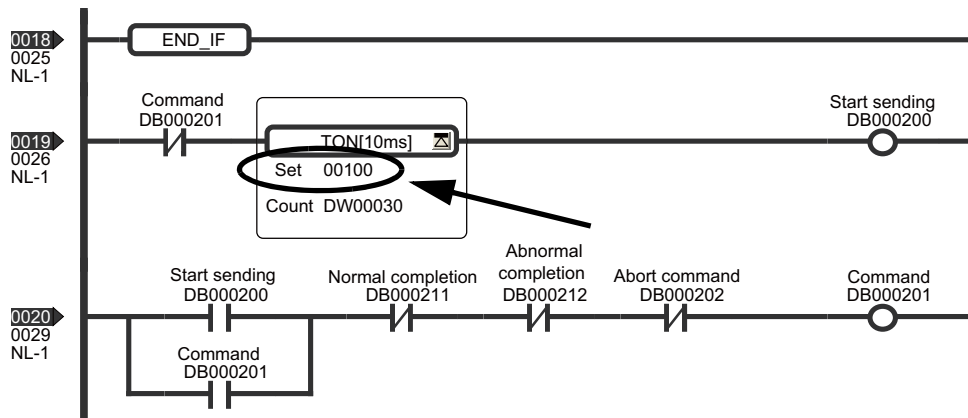 0018
0025
NL-1
END_IF
0019
0026
NL-1
Command
DB000201
TON[10ms]
Set 00100
Count DW00030
Start sending
DB000200
0020
0029
NL-1
Start sending
DB000200
Normal completion
DB000211
Abnormal
completion
DB000212
Abort command
DB000202
Command
DB000201
Command
DB000201